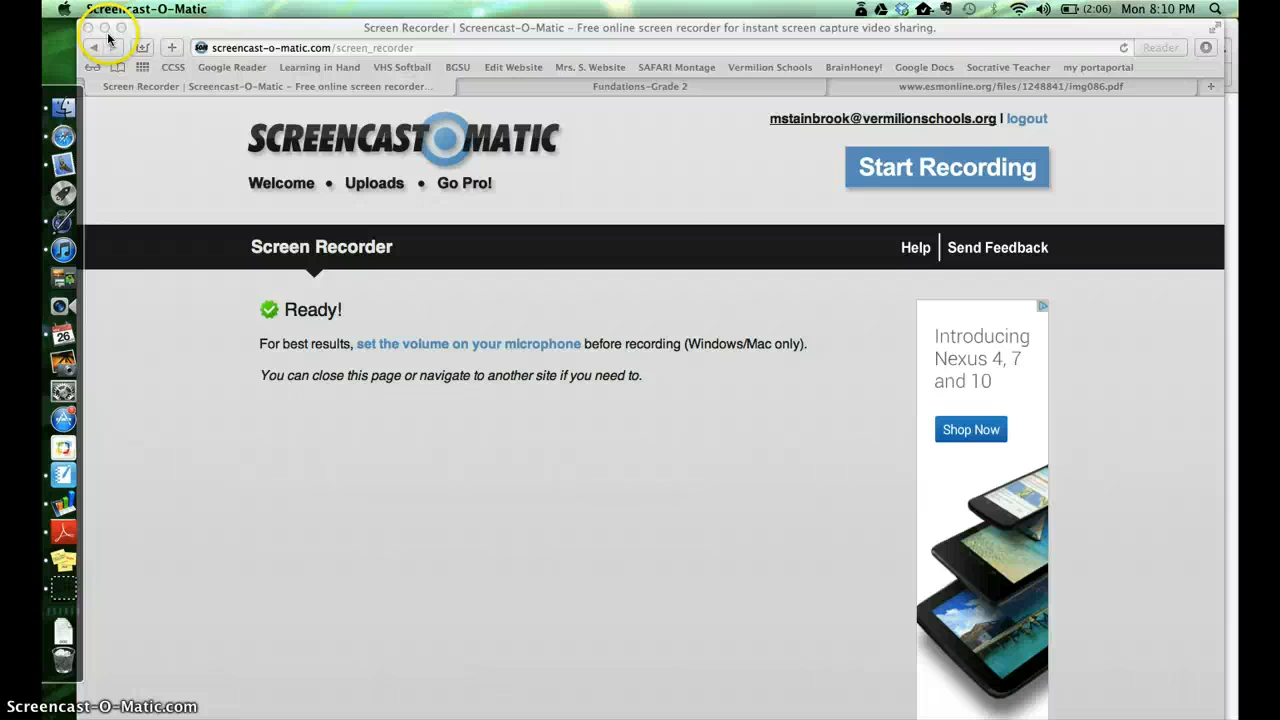 Screencast-O-Matic
(2:06) Mon 8:10 PM
Screen Recorder | Screencast-O-Matic – Free online screen recorder for instant screen capture video sharing.
screencast-o-matic.com/screen_recorder
Reader
CCSS Google Reader Learning in Hand VHS Softball BGSU Edit Website Mrs. S. Website SAFARI Montage Vermilion Schools BrainHoney! Google Docs Socrative Teacher my portaportal
Screen Recorder | Screencast-O-Matic – Free online screen recorder... Fundations-Grade 2 www.esmonline.org/files/1248841/img086.pdf
SCREENCAST-O-MATIC
mstainbrook@vermilionschools.org | logout
Start Recording
Welcome • Uploads • Go Pro!
Screen Recorder
Help | Send Feedback
Ready!
For best results, set the volume on your microphone before recording (Windows/Mac only).
You can close this page or navigate to another site if you need to.
Introducing
Nexus 4, 7
and 10
Shop Now
26
Screencast-O-Matic.com